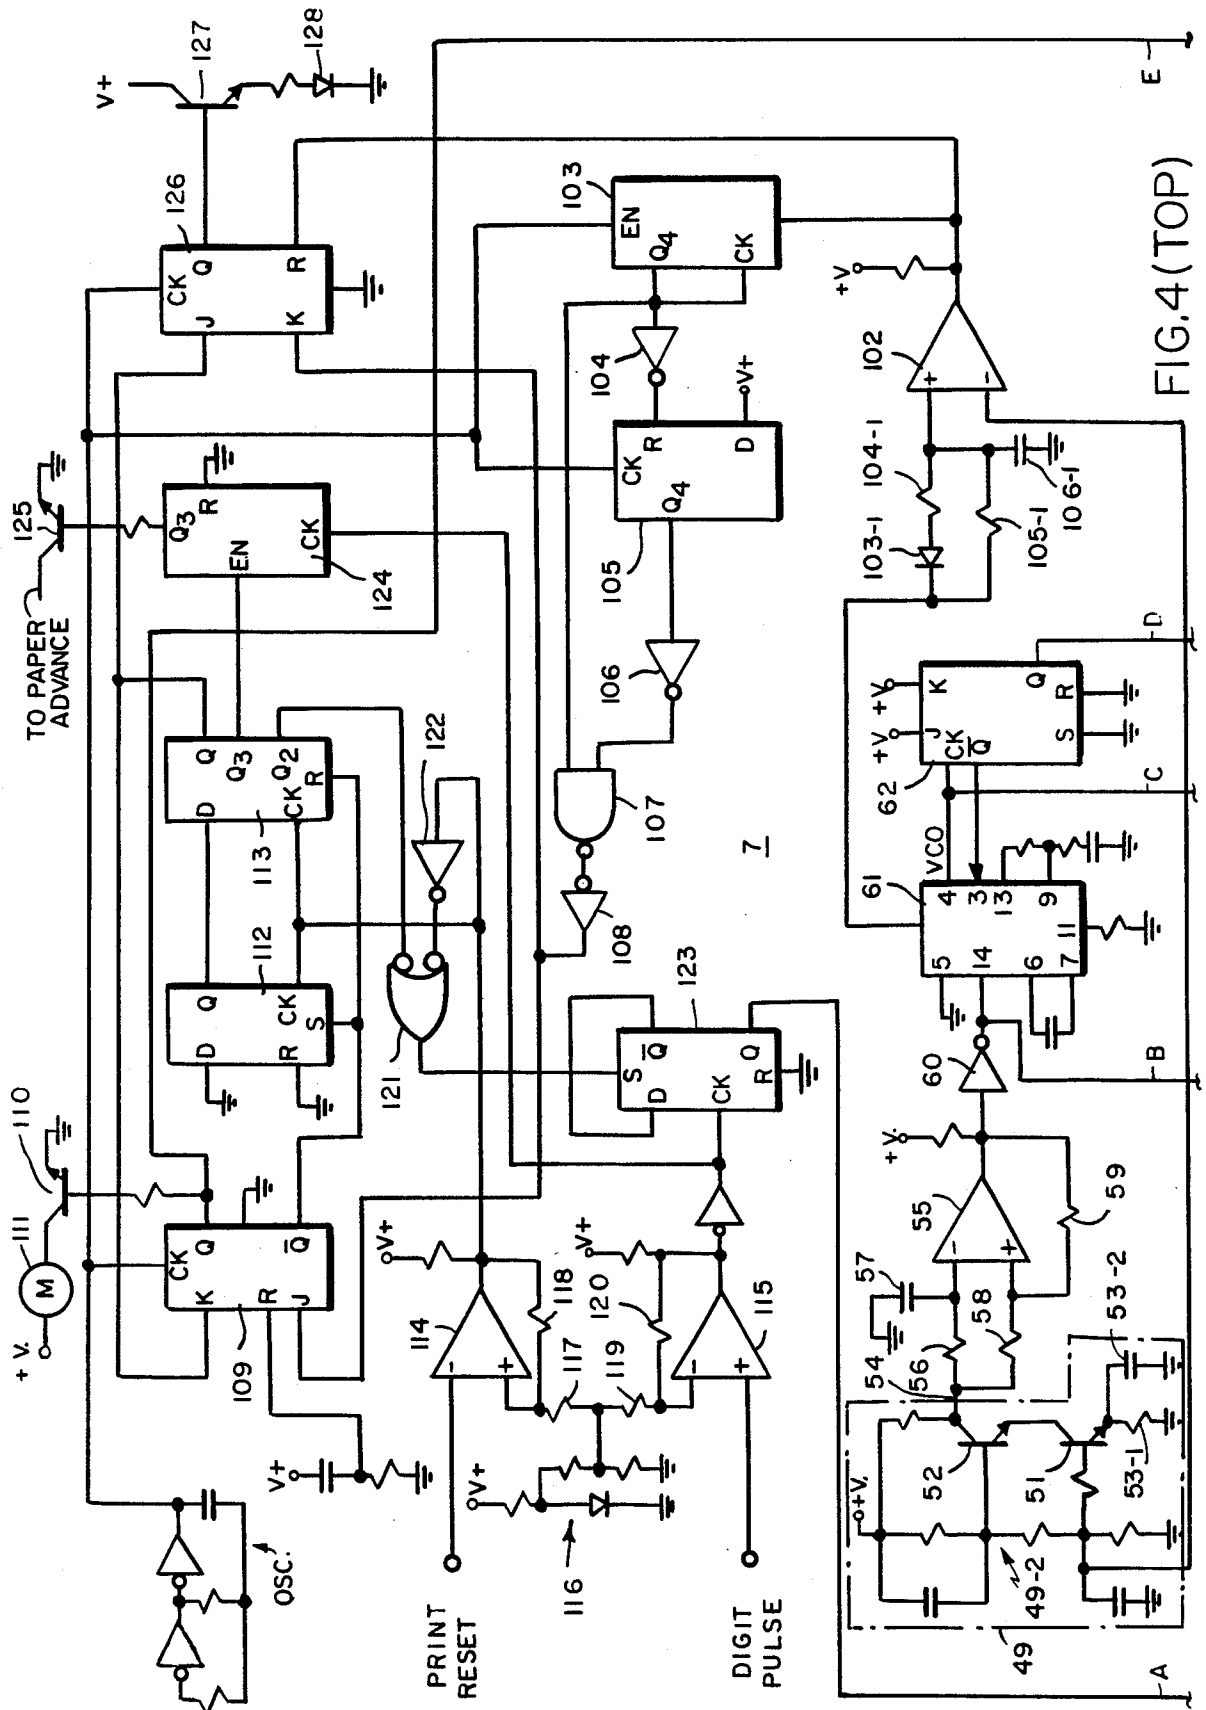 V+
127
128
126
CK
Q
J
R
K
E
TO PAPER
ADVANCE
125
Q3
R
EN
CK
124
103
EN
Q4
CK
104
V+
CK
R
D
Q4
105
106
107
108
7
+V
102
+
-
104-1
103-1
105-1
106-1
FIG.4(TOP)
D
Q
Q3
Q2
CK
R
113
122
112
D
Q
CK
R
S
121
123
S
Q
D
Q
CK
R
110
111
M
+V.
CK
Q
K
R
Q
J
109
V+
114
-
+
118
V+
117
120
119
115
-
+
V+
V+
116
OSC.
PRINT
RESET
DIGIT
PULSE
+V
+V
J
K
CK
Q
Q
S
R
62
D
C
VCO
61
4
3
13
9
5
14
6
7
11
60
B
+V.
55
-
+
59
57
56
58
54
53-2
52
51
53-1
+V.
49-2
49
A